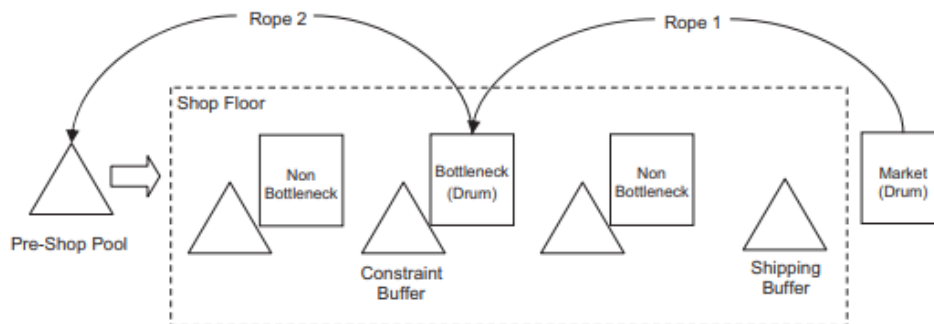 Rope 2
Rope 1
Shop Floor
Non
Bottleneck
Bottleneck
(Drum)
Non
Bottleneck
Market
(Drum)
Pre-Shop Pool
Constraint
Buffer
Shipping
Buffer